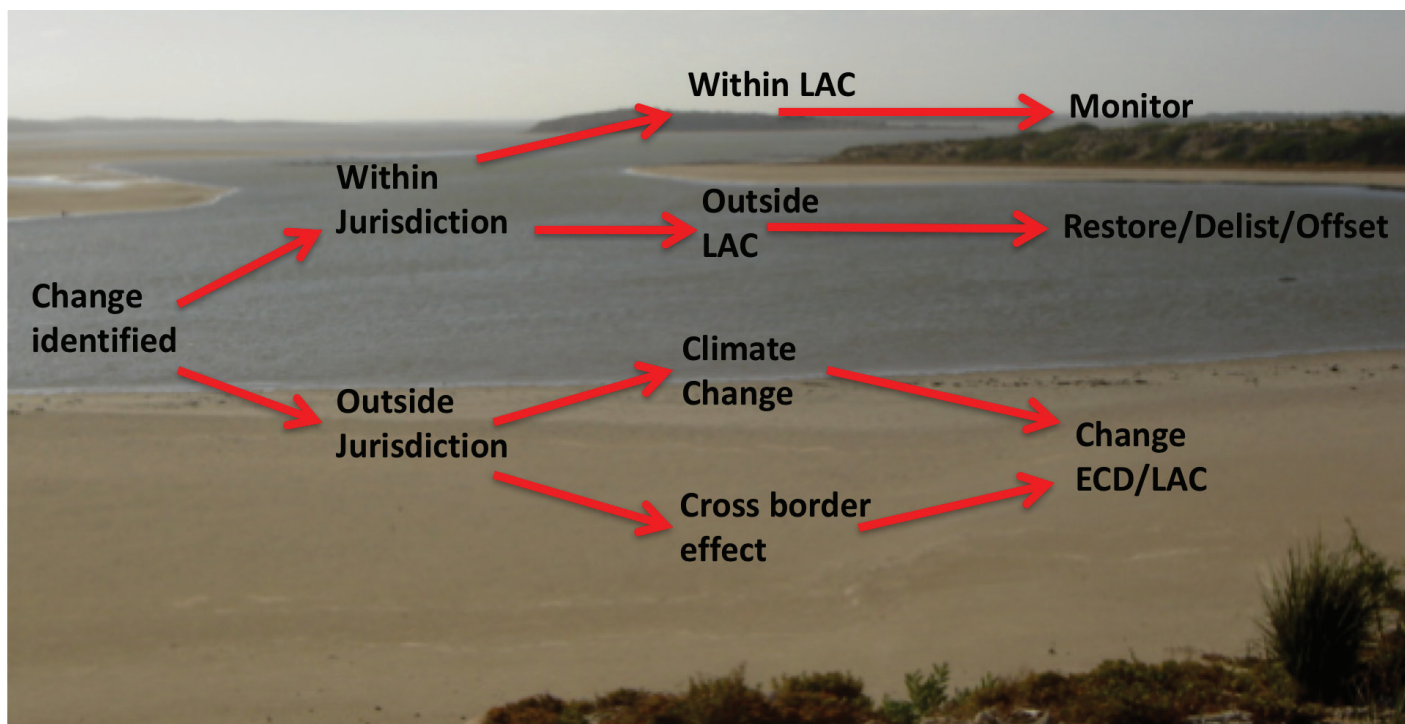 Within LAC
Monitor
Within
Jurisdiction
Outside
LAC
Restore/Delist/Offset
Change
identified
Climate
Change
Outside
Jurisdiction
Change
ECD/LAC
Cross border
effect